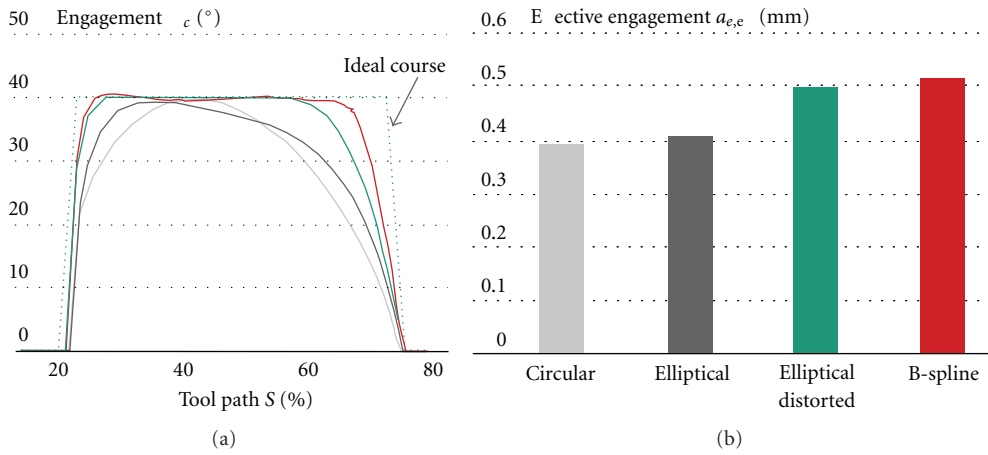 Engagement c (°)
50
40
30
20
10
0
Ideal course
20 40 60 80
Tool path S (%)
(a)
E ective engagement ae,e (mm)
0.6
0.5
0.4
0.3
0.2
0.1
0
Circular Elliptical Elliptical distorted B-spline
(b)